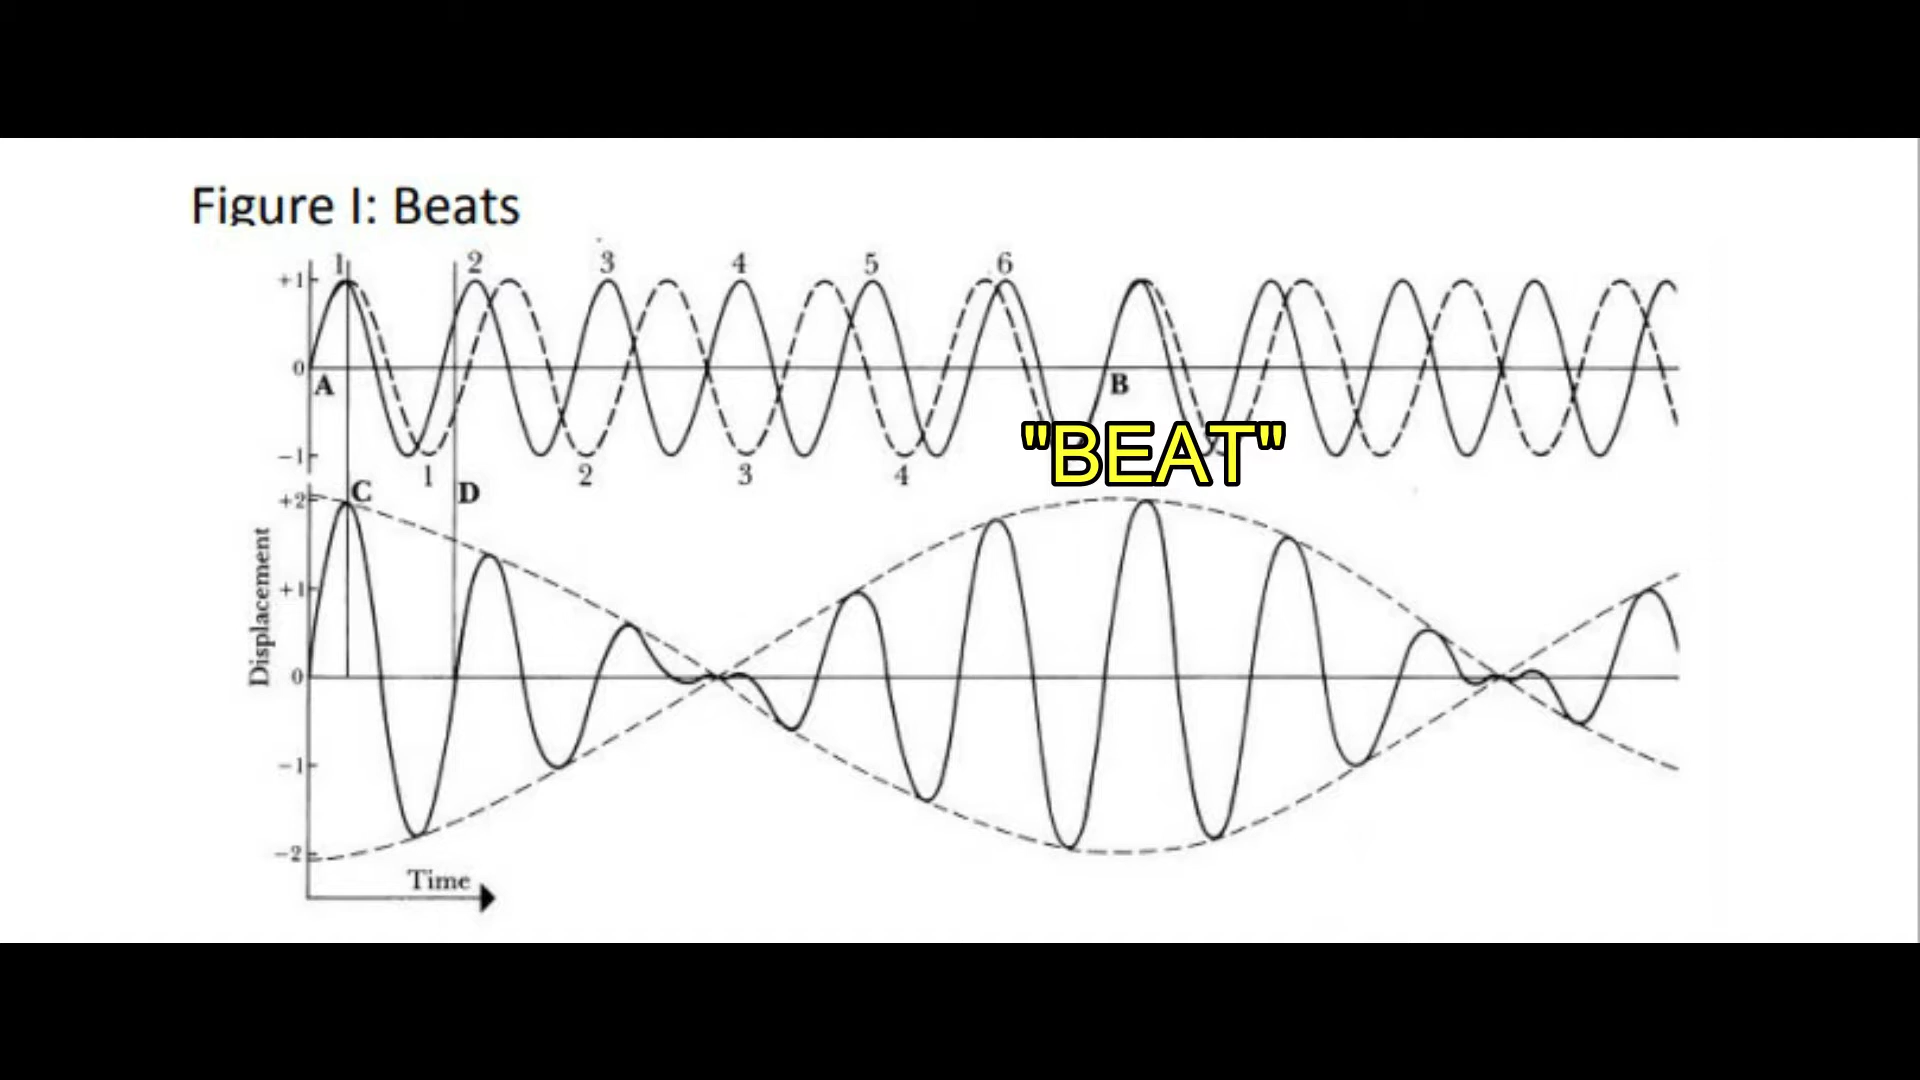 Figure I: Beats
1 2 3 4 5 6
+1
0
A B
"BEAT"
−1
1 2 3 4
C D
+2
+1
Displacement
0
−1
−2
Time